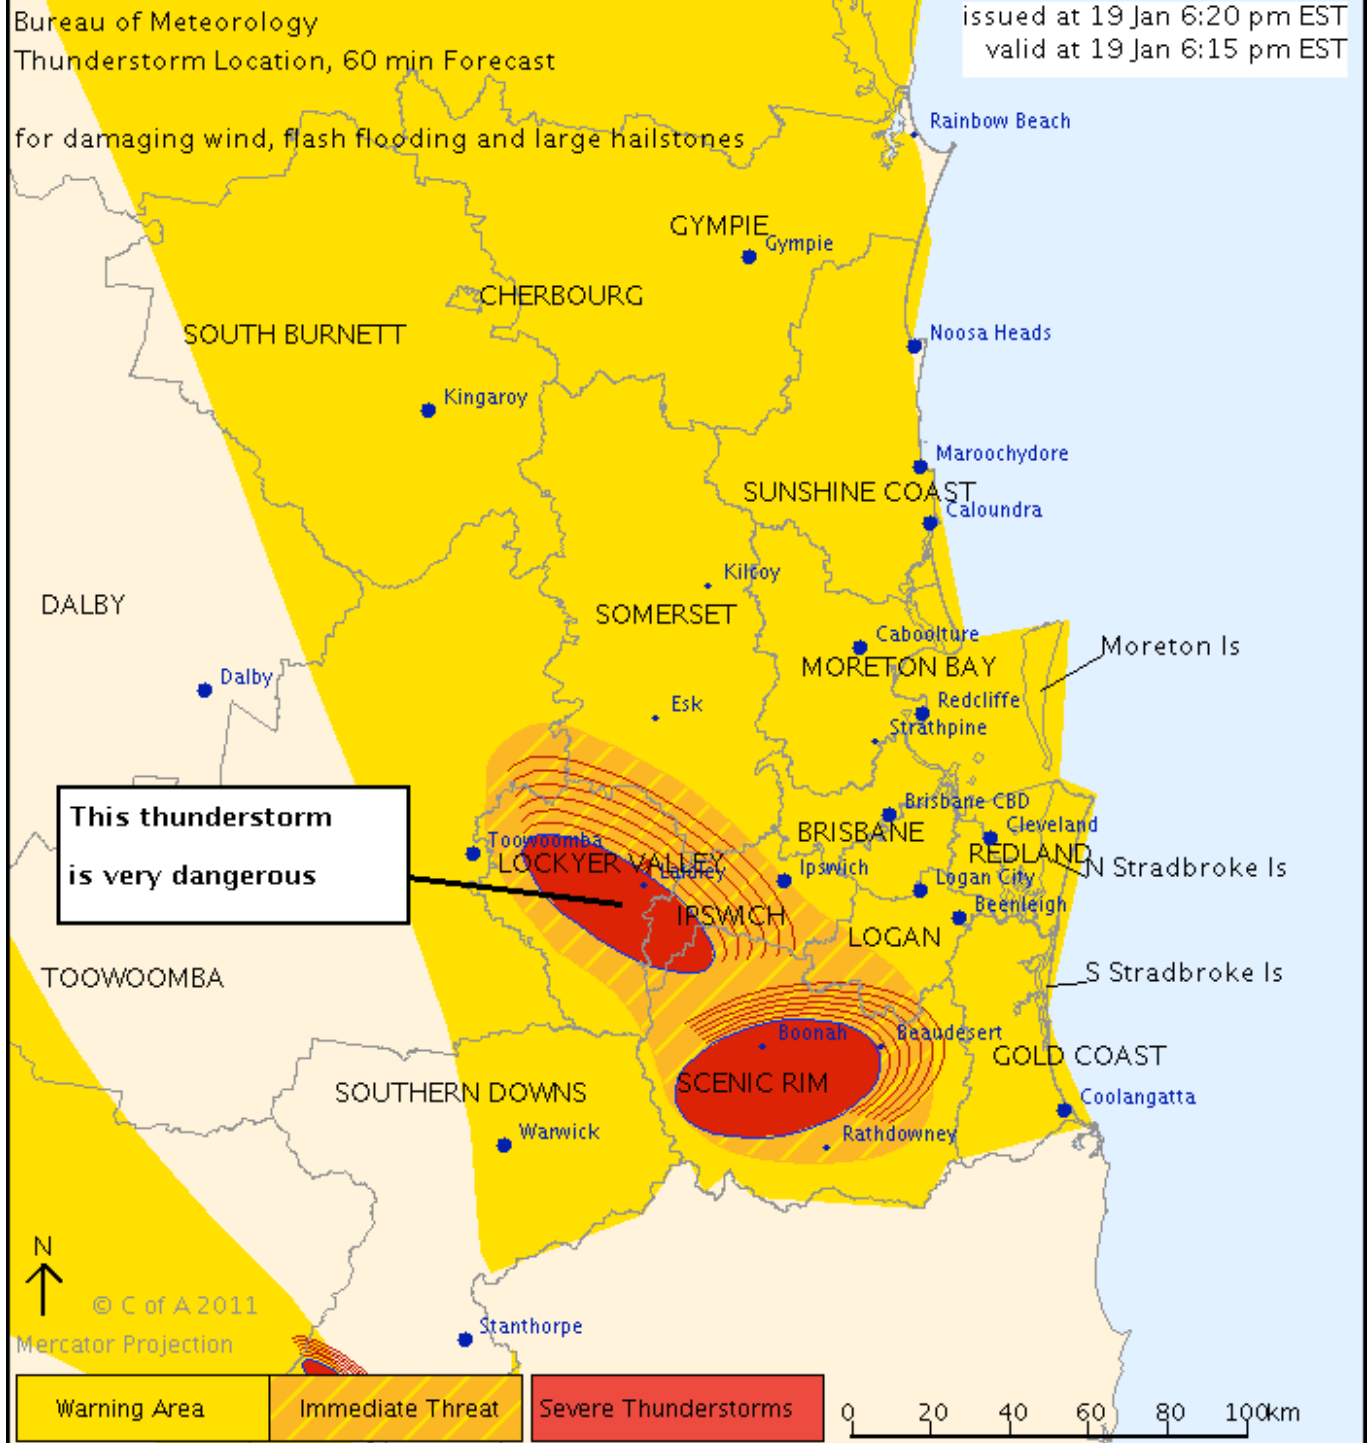 Bureau of Meteorology
Thunderstorm Location, 60 min Forecast
for damaging wind, flash flooding and large hailstones
issued at 19 Jan 6:20 pm EST
valid at 19 Jan 6:15 pm EST
Rainbow Beach
GYMPIE
Gympie
CHERBOURG
SOUTH BURNETT
Noosa Heads
Kingaroy
Maroochydore
SUNSHINE COAST
Caloundra
Kilcoy
DALBY
SOMERSET
Caboolture
Moreton Is
MORETON BAY
Dalby
Esk
Redcliffe
Strathpine
This thunderstorm
is very dangerous
Brisbane CBD
Cleveland
BRISBANE
Toowoomba
REDLAND
LOCKYER VALLEY
Laidley
Ipswich
N Stradbroke Is
Logan City
Beenleigh
IPSWICH
LOGAN
TOOWOOMBA
S Stradbroke Is
Boonah
Beaudesert
GOLD COAST
SCENIC RIM
SOUTHERN DOWNS
Coolangatta
Warwick
Rathdowney
N
© C of A 2011
Mercator Projection
Stanthorpe
Warning Area
Immediate Threat
Severe Thunderstorms
0 20 40 60 80 100km